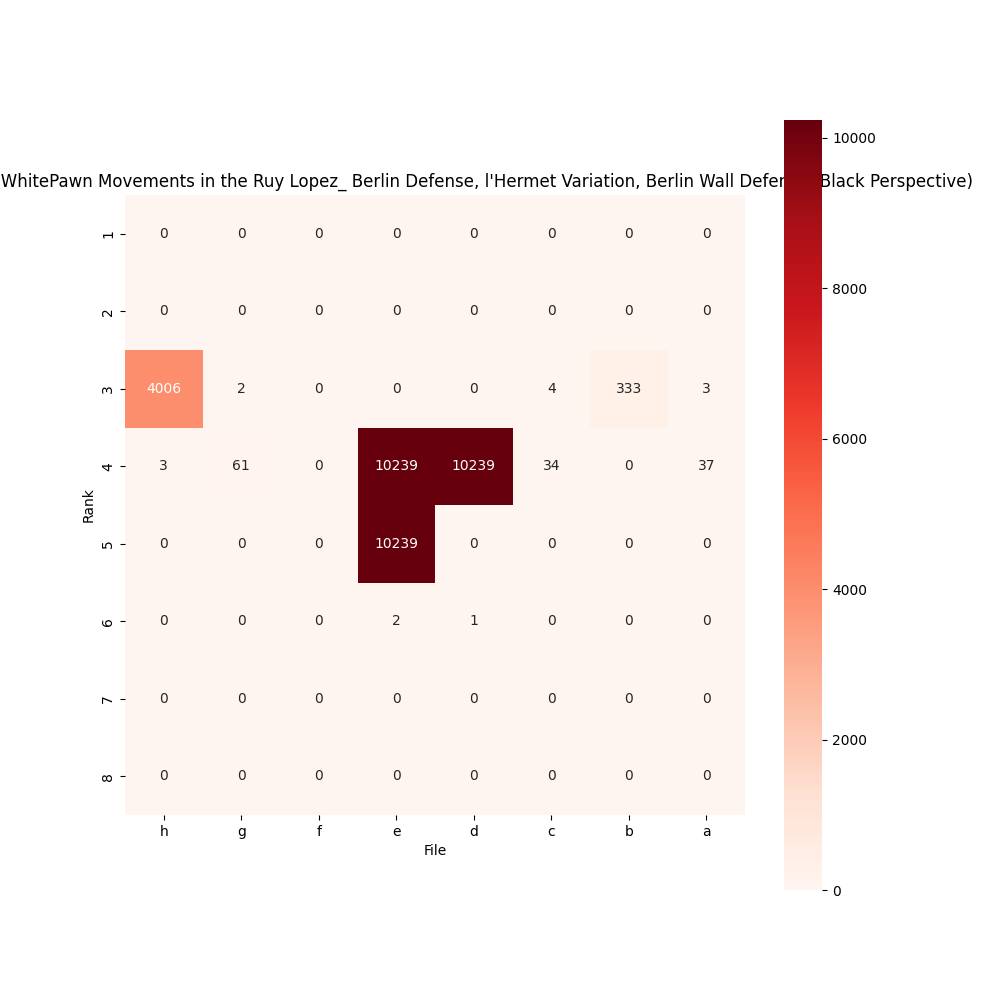 WhitePawn Movements in the Ruy Lopez_ Berlin Defense, l'Hermet Variation, Berlin Wall Defen Black Perspective)
10000
8000
6000
4000
2000
0
Rank
1 0 0 0 0 0 0 0 0
2 0 0 0 0 0 0 0 0
3 4006 2 0 0 0 4 333 3
4 3 61 0 10239 10239 34 0 37
5 0 0 0 10239 0 0 0 0
6 0 0 0 2 1 0 0 0
7 0 0 0 0 0 0 0 0
8 0 0 0 0 0 0 0 0
h g f e d c b a
File